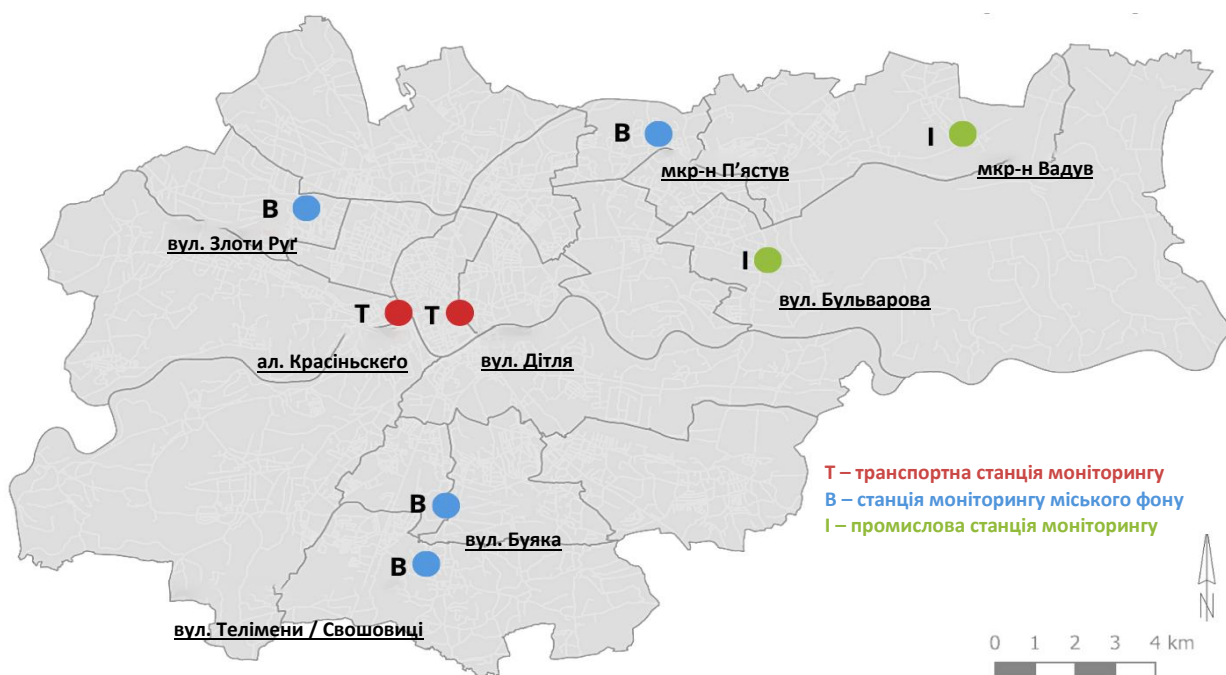 В
І
мкр-н П’ястув
мкр-н Вадув
В
вул. Злоти Руґ
І
вул. Бульварова
Т
Т
ал. Красіньскєґо
вул. Дітля
Т – транспортна станція моніторингу
В – станція моніторингу міського фону
І – промислова станція моніторингу
В
вул. Буяка
В
вул. Телімени / Свошовиці
N
0 1 2 3 4 km